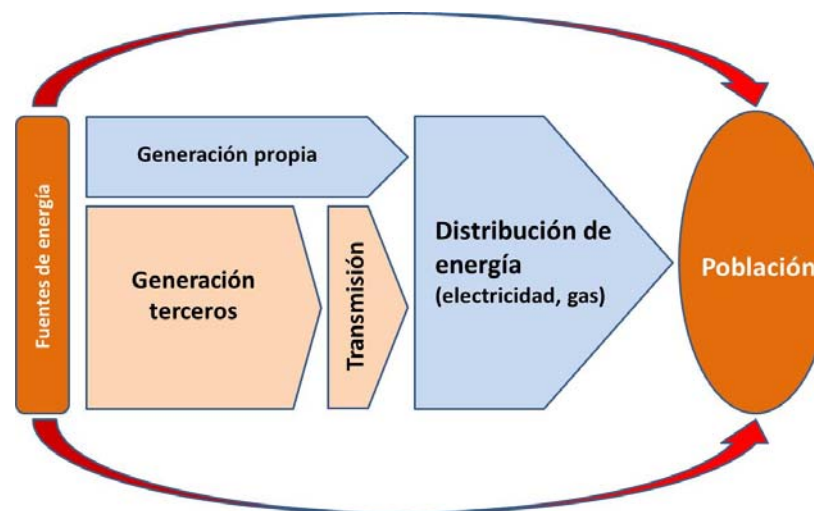 Fuentes de energía
Generación propia
Generación
terceros
Transmisión
Distribución de
energía
(electricidad, gas)
Población